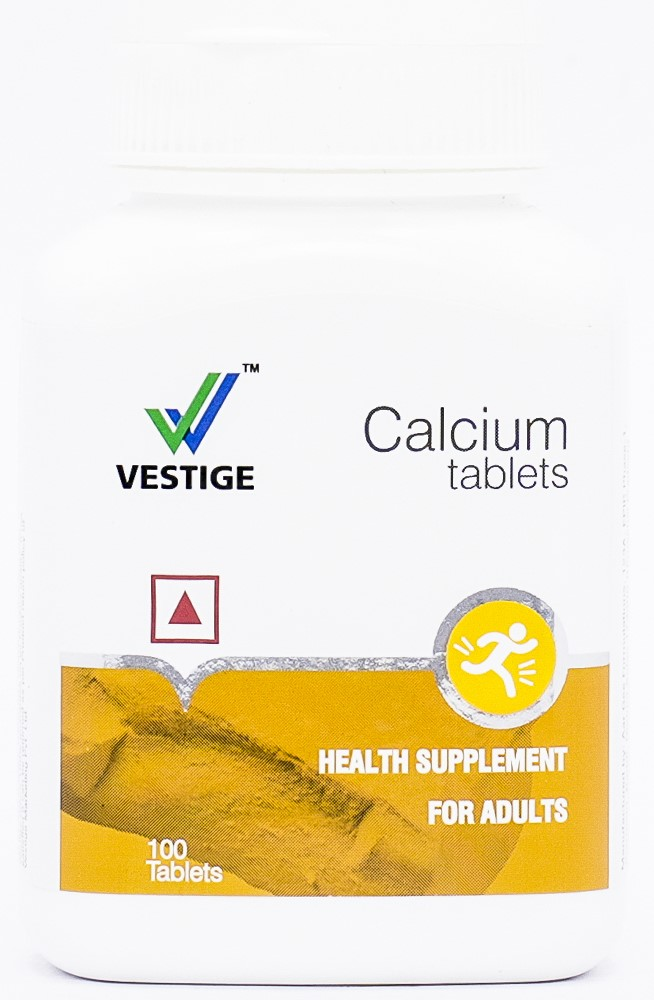 TM
VESTIGE
Calcium
tablets
HEALTH SUPPLEMENT
FOR ADULTS
100
Tablets